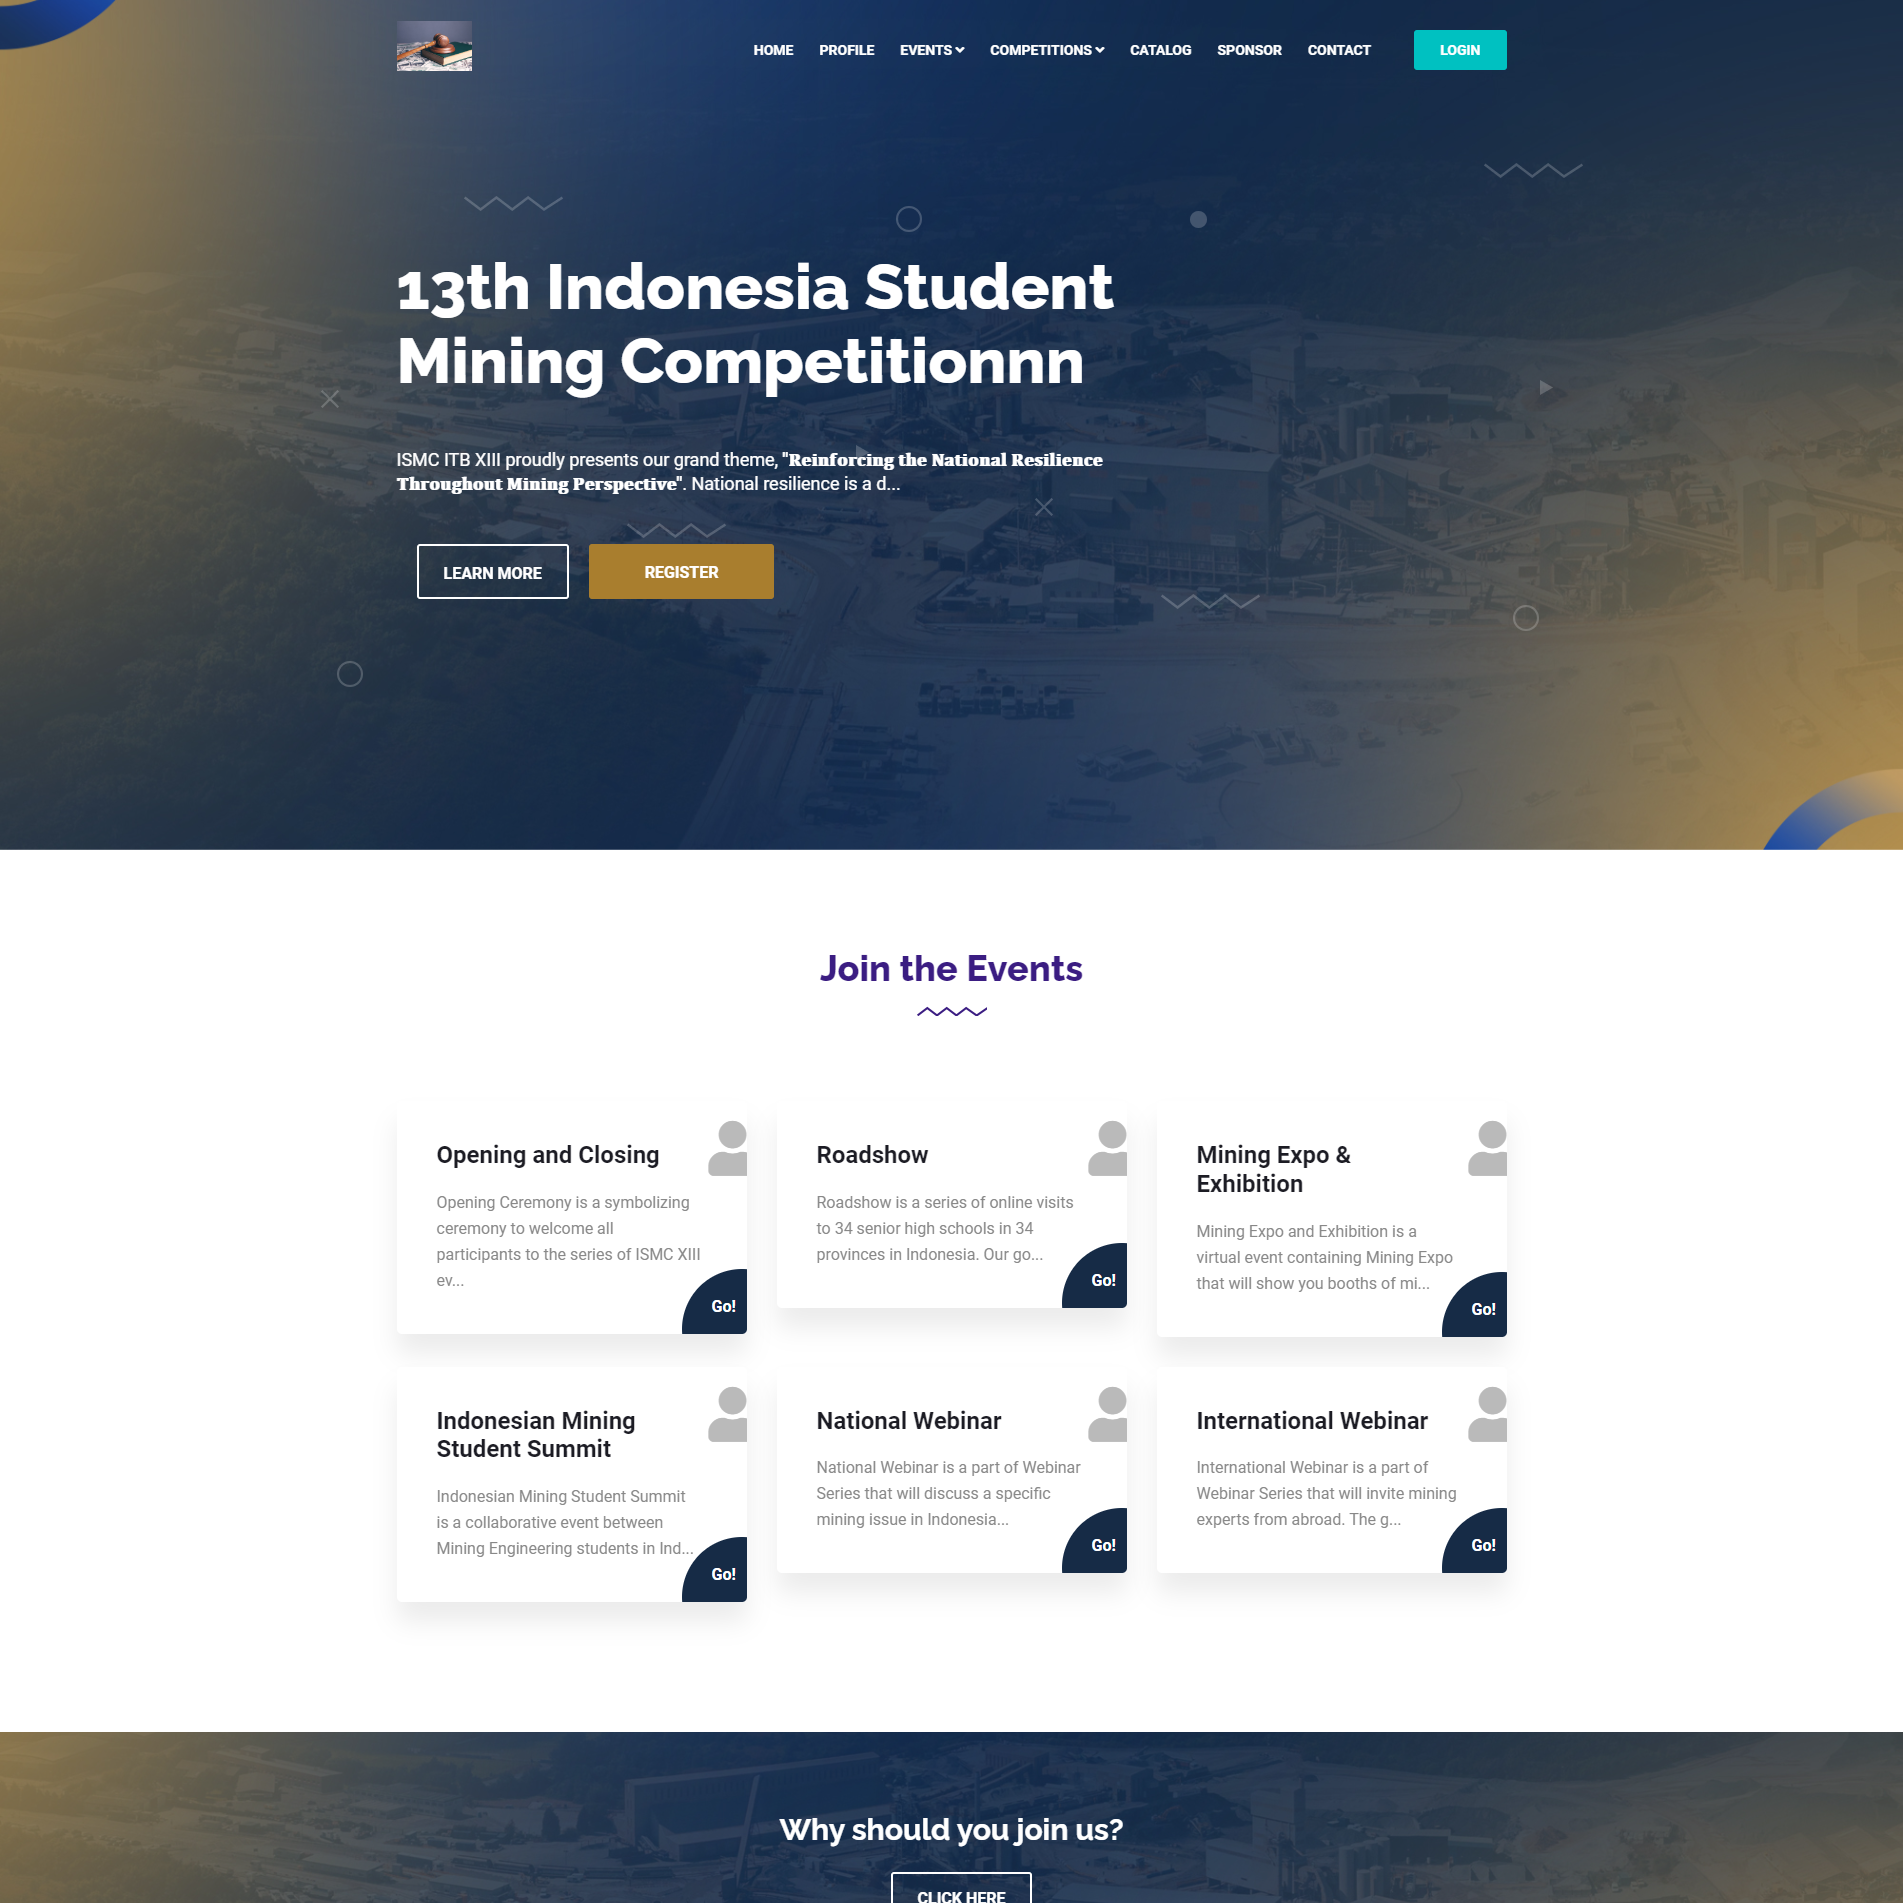 HOME PROFILE EVENTS COMPETITIONS CATALOG SPONSOR CONTACT LOGIN
13th Indonesia Student
Mining Competitionnn
ISMC ITB XIII proudly presents our grand theme, "Reinforcing the National Resilience
Throughout Mining Perspective". National resilience is a d...
LEARN MORE REGISTER
Join the Events
Opening and Closing
Opening Ceremony is a symbolizing
ceremony to welcome all
participants to the series of ISMC XIII
ev...
Go!
Roadshow
Roadshow is a series of online visits
to 34 senior high schools in 34
provinces in Indonesia. Our go...
Go!
Mining Expo &
Exhibition
Mining Expo and Exhibition is a
virtual event containing Mining Expo
that will show you booths of mi...
Go!
Indonesian Mining
Student Summit
Indonesian Mining Student Summit
is a collaborative event between
Mining Engineering students in Ind...
Go!
National Webinar
National Webinar is a part of Webinar
Series that will discuss a specific
mining issue in Indonesia...
Go!
International Webinar
International Webinar is a part of
Webinar Series that will invite mining
experts from abroad. The g...
Go!
Why should you join us?
CLICK HERE